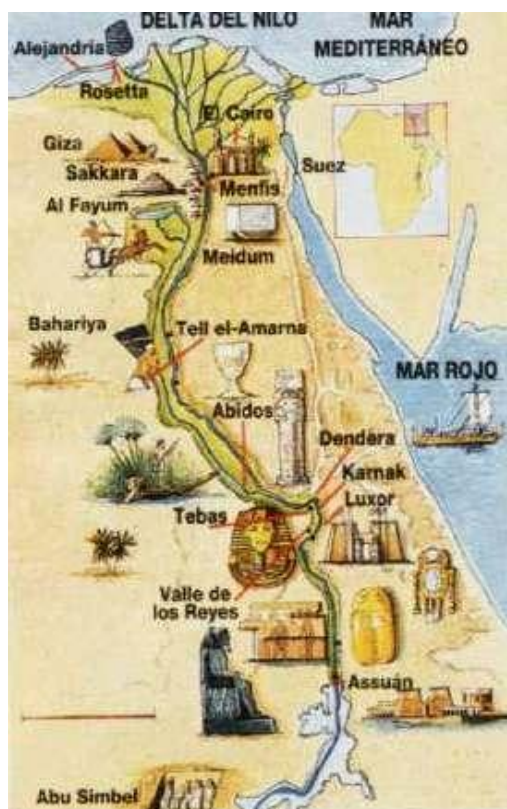 DELTA DEL NILO
MAR
MEDITERRÁNEO
Alejandría
Rosetta
El Cairo
Giza
Suez
Sakkara
Menfis
Al Fayum
Meidum
Bahariya
Tell el-Amarna
MAR ROJO
Abidos
Dendera
Karnak
Luxor
Tebas
Valle de
los Reyes
Assuán
Abu Simbel